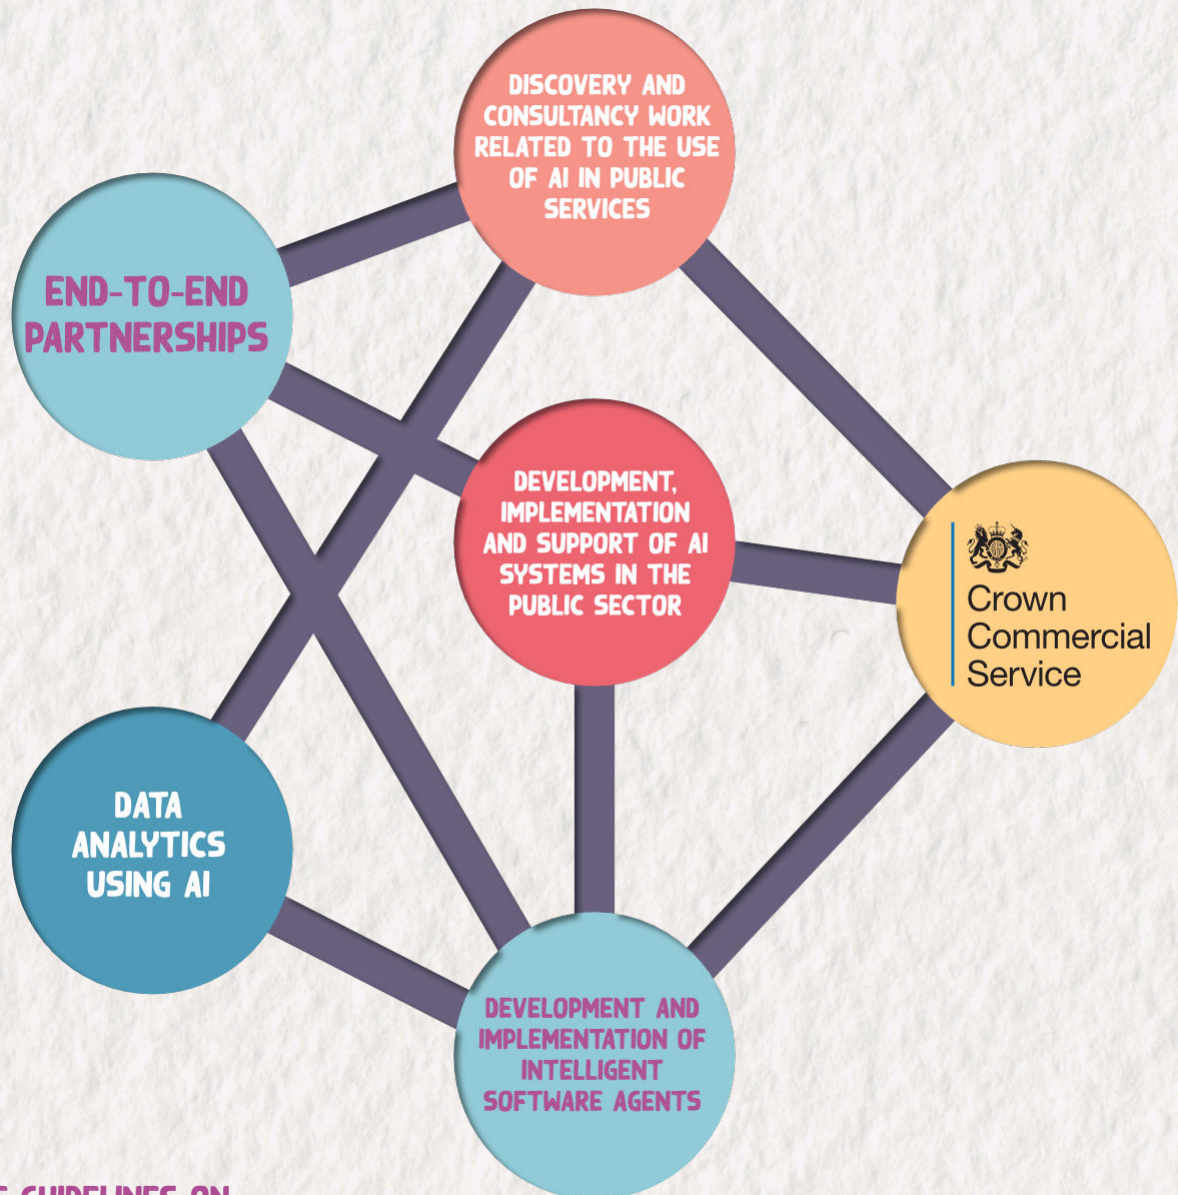 DISCOVERY AND
CONSULTANCY WORK
RELATED TO THE USE
OF AI IN PUBLIC
SERVICES
END-TO-END
PARTNERSHIPS
DEVELOPMENT,
IMPLEMENTATION
AND SUPPORT OF AI
SYSTEMS IN THE
PUBLIC SECTOR
Crown
Commercial
Service
DATA
ANALYTICS
USING AI
DEVELOPMENT AND
IMPLEMENTATION OF
INTELLIGENT
SOFTWARE AGENTS
GUIDELINES ON